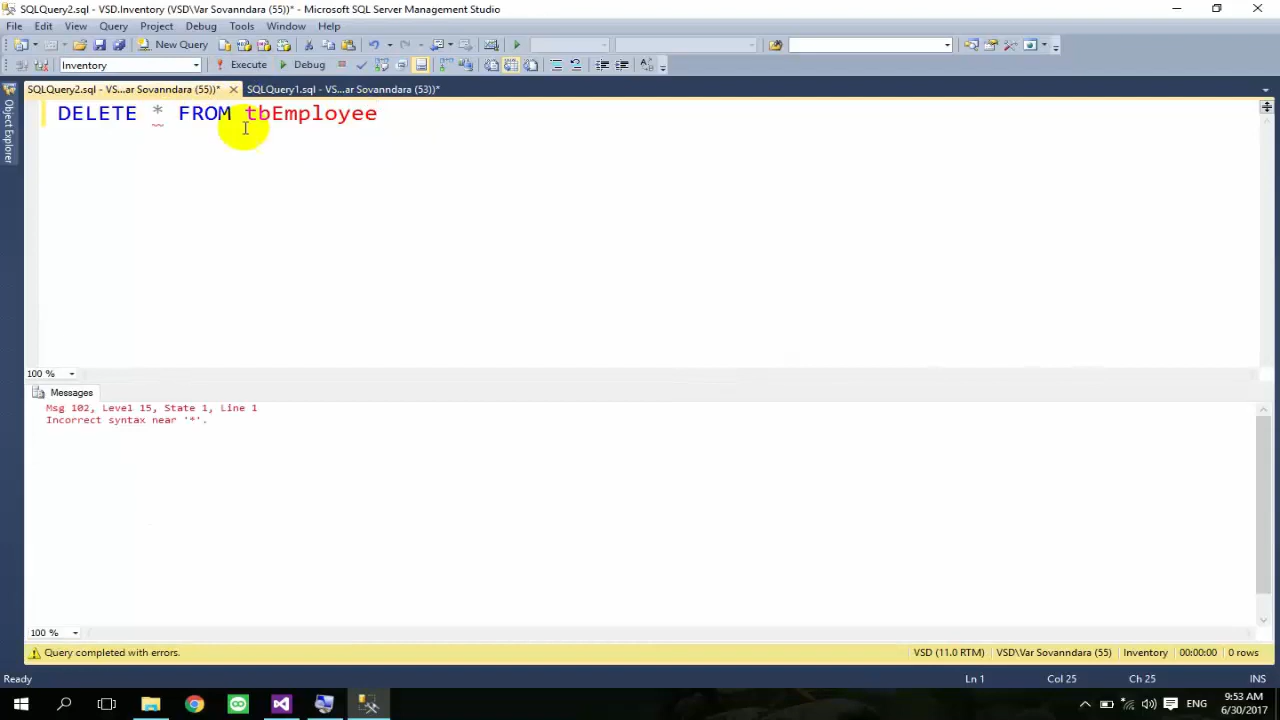 SQLQuery2.sql - VSD.Inventory (VSD\Var Sovanndara (55))* - Microsoft SQL Server Management Studio
File Edit View Query Project Debug Tools Window Help
New Query
Inventory Execute Debug
SQLQuery2.sql - VS...ar Sovanndara (55))* SQLQuery1.sql - VS...ar Sovanndara (53))*
Object Explorer
DELETE * FROM tbEmployee
100 %
Messages
Msg 102, Level 15, State 1, Line 1
Incorrect syntax near '*'.
100 %
Query completed with errors. VSD (11.0 RTM) VSD\Var Sovanndara (55) Inventory 00:00:00 0 rows
Ready Ln 1 Col 25 Ch 25 INS
ENG 9:53 AM
6/30/2017